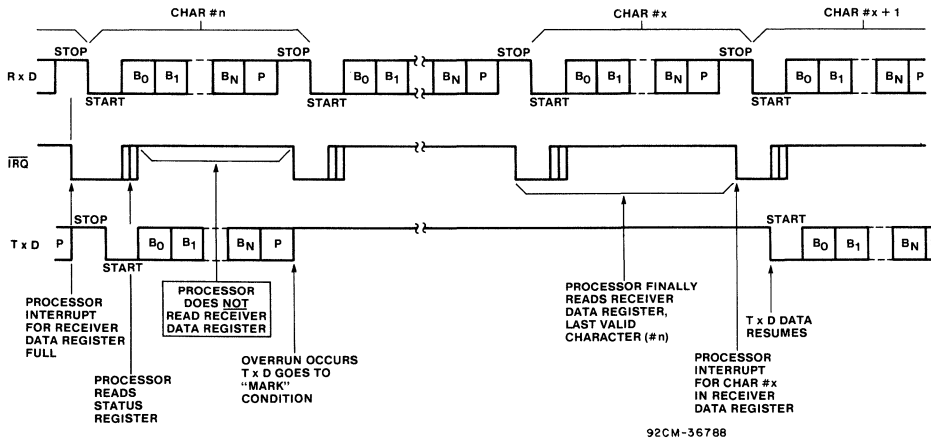 CHAR #n
CHAR #x
CHAR #x + 1
STOP
STOP
STOP
STOP
R x D
B0
B1
BN
P
B0
B1
BN
P
B0
B1
BN
P
B0
B1
BN
P
START
START
START
START
IRQ
STOP
START
T x D
P
B0
B1
BN
P
B0
B1
BN
START
PROCESSOR
INTERRUPT
FOR RECEIVER
DATA REGISTER
FULL
PROCESSOR
READS
STATUS
REGISTER
PROCESSOR
DOES NOT
READ RECEIVER
DATA REGISTER
OVERRUN OCCURS
T x D GOES TO
"MARK"
CONDITION
PROCESSOR FINALLY
READS RECEIVER
DATA REGISTER,
LAST VALID
CHARACTER (#n)
PROCESSOR
INTERRUPT
FOR CHAR #x
IN RECEIVER
DATA REGISTER
T x D DATA
RESUMES
92CM-36788